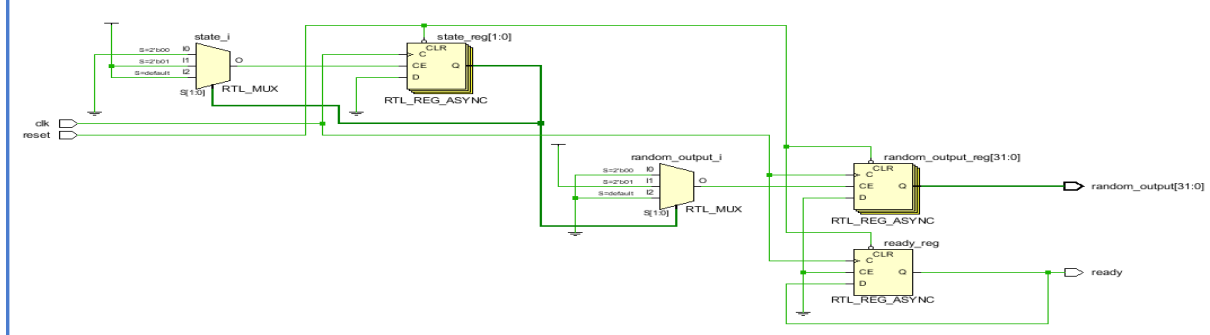 state_i
S=2'b00 I0
S=2'b01 I1
S=default I2
O
S[1:0]
RTL_MUX
state_reg[1:0]
CLR
C
CE
D
Q
RTL_REG_ASYNC
clk
reset
random_output_i
S=2'b00 I0
S=2'b01 I1
S=default I2
O
S[1:0]
RTL_MUX
random_output_reg[31:0]
CLR
C
CE
D
Q
RTL_REG_ASYNC
random_output[31:0]
ready_reg
CLR
C
CE
D
Q
RTL_REG_ASYNC
ready